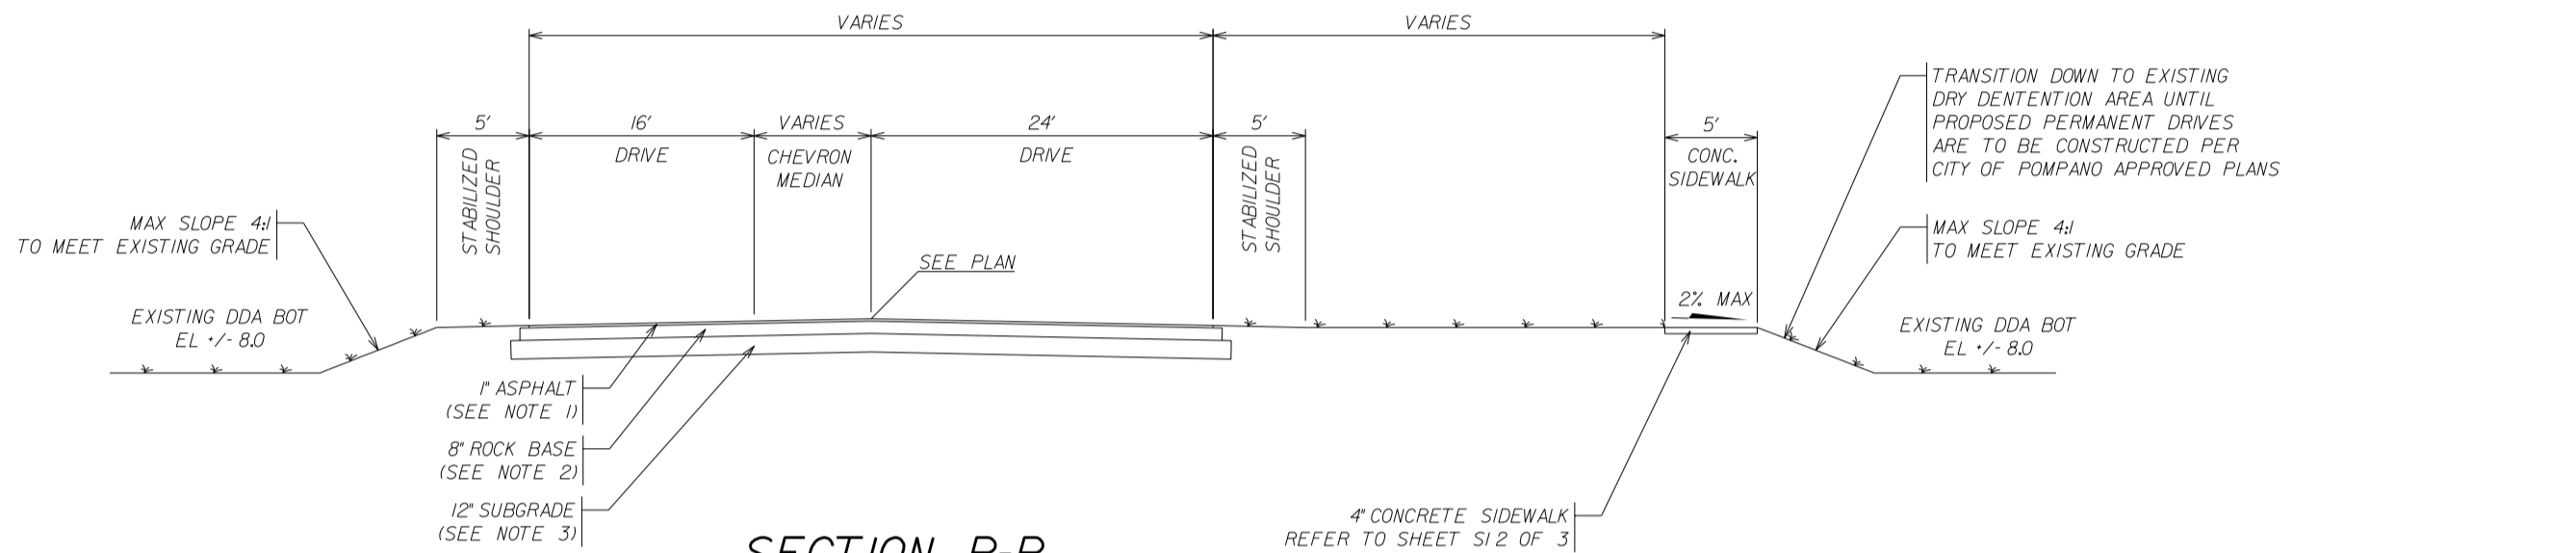 VARIES
VARIES
5'
16'
VARIES
24'
5'
5'
STABILIZED
SHOULDER
DRIVE
CHEVRON
MEDIAN
DRIVE
STABILIZED
SHOULDER
CONC.
SIDEWALK
TRANSITION DOWN TO EXISTING
DRY DENTENTION AREA UNTIL
PROPOSED PERMANENT DRIVES
ARE TO BE CONSTRUCTED PER
CITY OF POMPANO APPROVED PLANS
MAX SLOPE 4:1
TO MEET EXISTING GRADE
MAX SLOPE 4:1
TO MEET EXISTING GRADE
SEE PLAN
2% MAX
EXISTING DDA BOT
EL +/- 8.0
EXISTING DDA BOT
EL +/- 8.0
1" ASPHALT
(SEE NOTE 1)
8" ROCK BASE
(SEE NOTE 2)
12" SUBGRADE
(SEE NOTE 3)
4" CONCRETE SIDEWALK
REFER TO SHEET SI 2 OF 3
SECTION